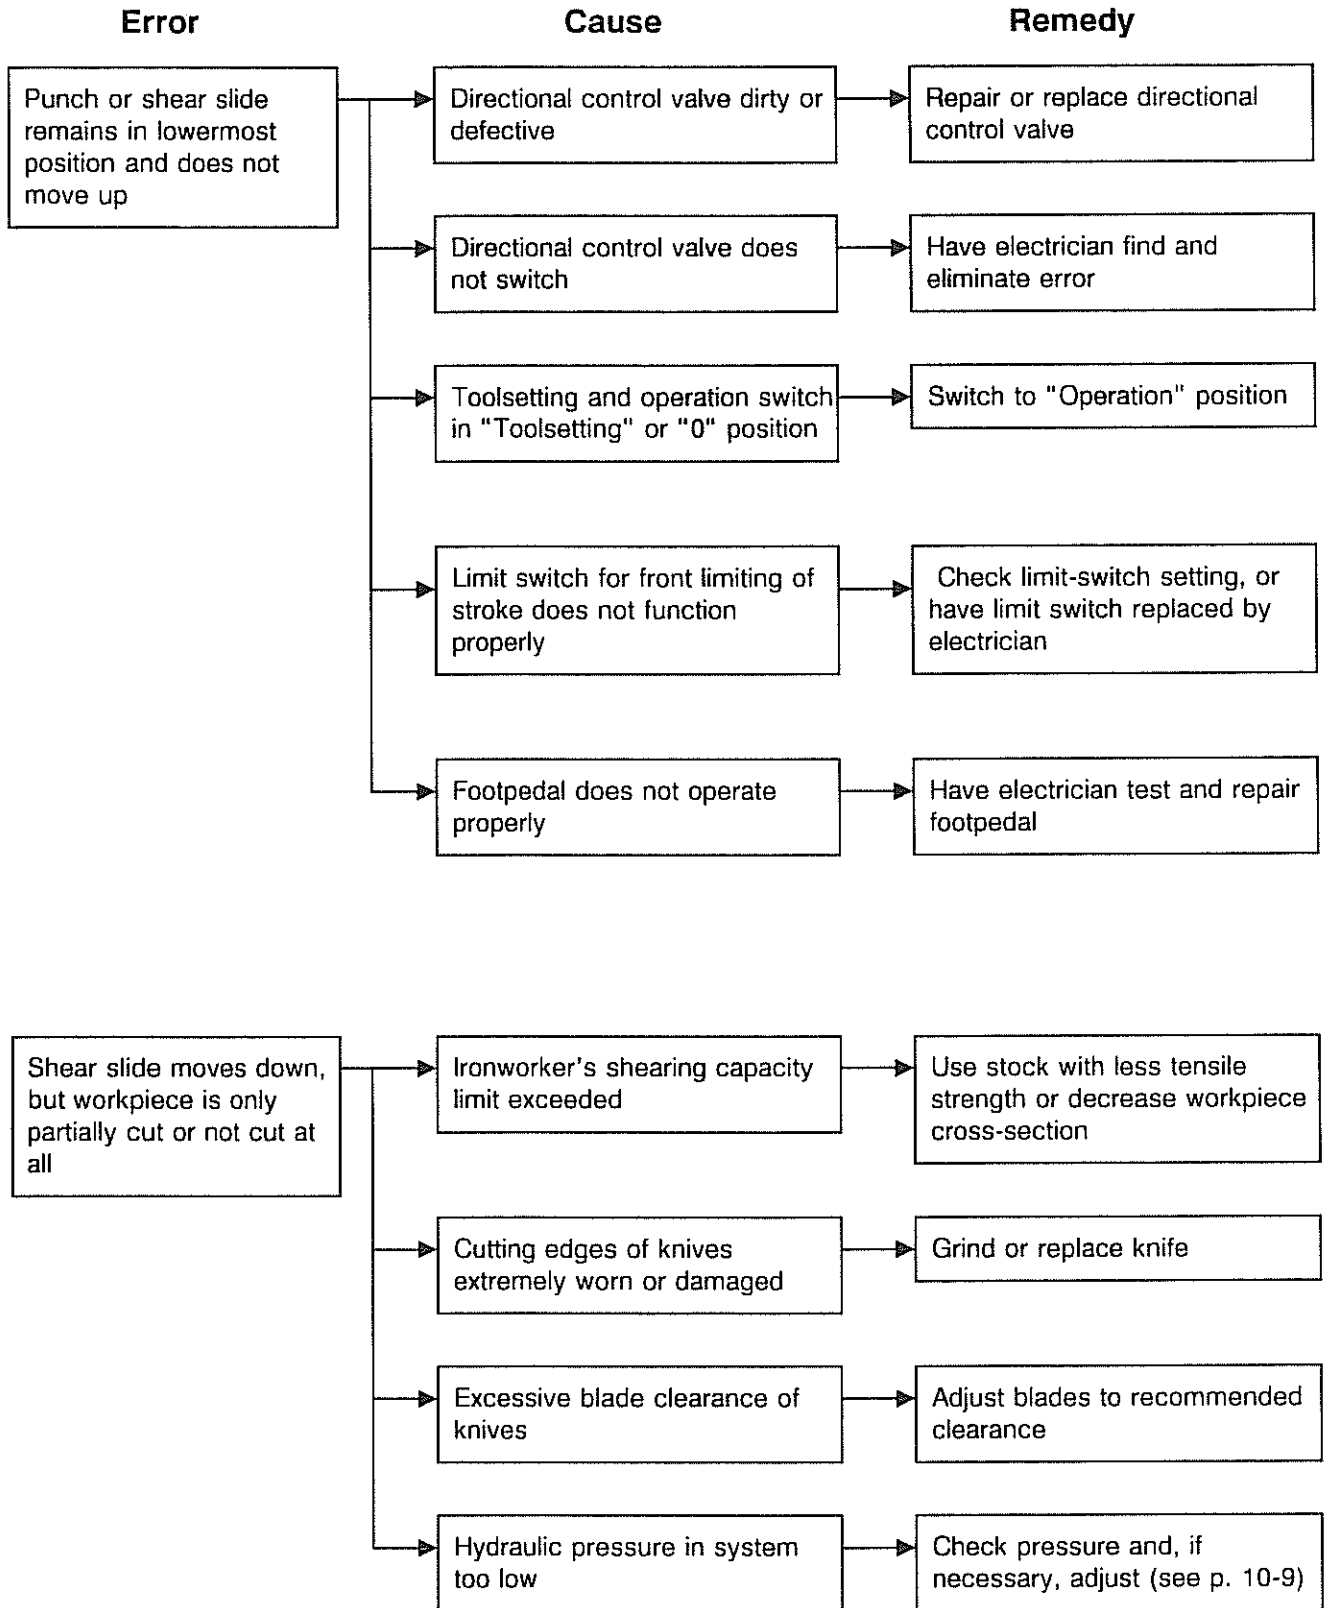 Error
Cause
Remedy
Punch or shear slide
remains in lowermost
position and does not
move up
Directional control valve dirty or
defective
Repair or replace directional
control valve
Directional control valve does
not switch
Have electrician find and
eliminate error
Toolsetting and operation switch
in "Toolsetting" or "0" position
Switch to "Operation" position
Limit switch for front limiting of
stroke does not function
properly
Check limit-switch setting, or
have limit switch replaced by
electrician
Footpedal does not operate
properly
Have electrician test and repair
footpedal
Shear slide moves down,
but workpiece is only
partially cut or not cut at
all
Ironworker's shearing capacity
limit exceeded
Use stock with less tensile
strength or decrease workpiece
cross-section
Cutting edges of knives
extremely worn or damaged
Grind or replace knife
Excessive blade clearance of
knives
Adjust blades to recommended
clearance
Hydraulic pressure in system
too low
Check pressure and, if
necessary, adjust (see p. 10-9)